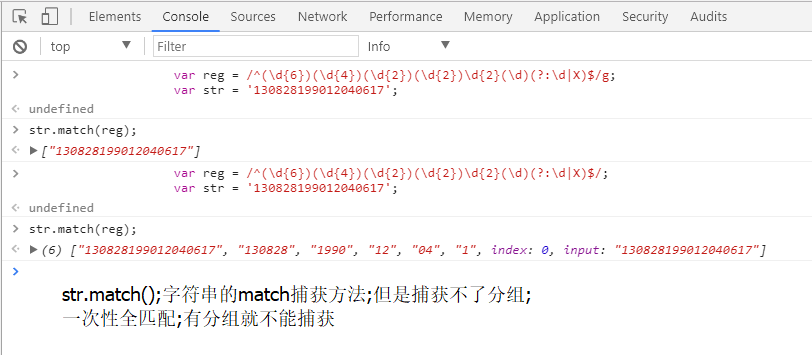 Elements Console Sources Network Performance Memory Application Security Audits
top Filter Info
var reg = /^(\d{6})(\d{4})(\d{2})(\d{2})\d{2}(\d)(?:\d|X)$/g;
var str = '130828199012040617';
undefined
str.match(reg);
["130828199012040617"]
var reg = /^(\d{6})(\d{4})(\d{2})(\d{2})\d{2}(\d)(?:\d|X)$/;
var str = '130828199012040617';
undefined
str.match(reg);
(6) ["130828199012040617", "130828", "1990", "12", "04", "1", index: 0, input: "130828199012040617"]
str.match();字符串的match捕获方法;但是捕获不了分组;
一次性全匹配;有分组就不能捕获